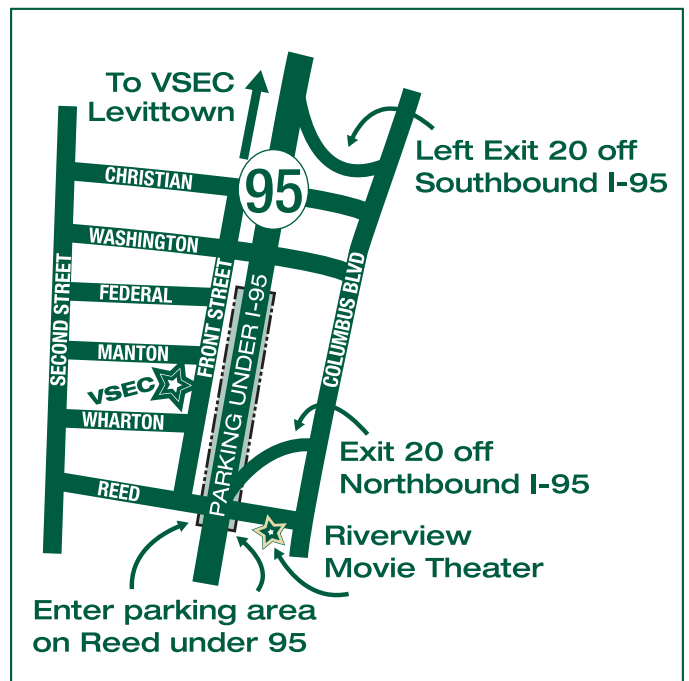 To VSEC
Levittown
Left Exit 20 off
Southbound I-95
CHRISTIAN
95
WASHINGTON
FEDERAL
MANTON
VSEC
WHARTON
REED
SECOND STREET
FRONT STREET
PARKING UNDER I-95
COLUMBUS BLVD
Exit 20 off
Northbound I-95
Riverview
Movie Theater
Enter parking area
on Reed under 95